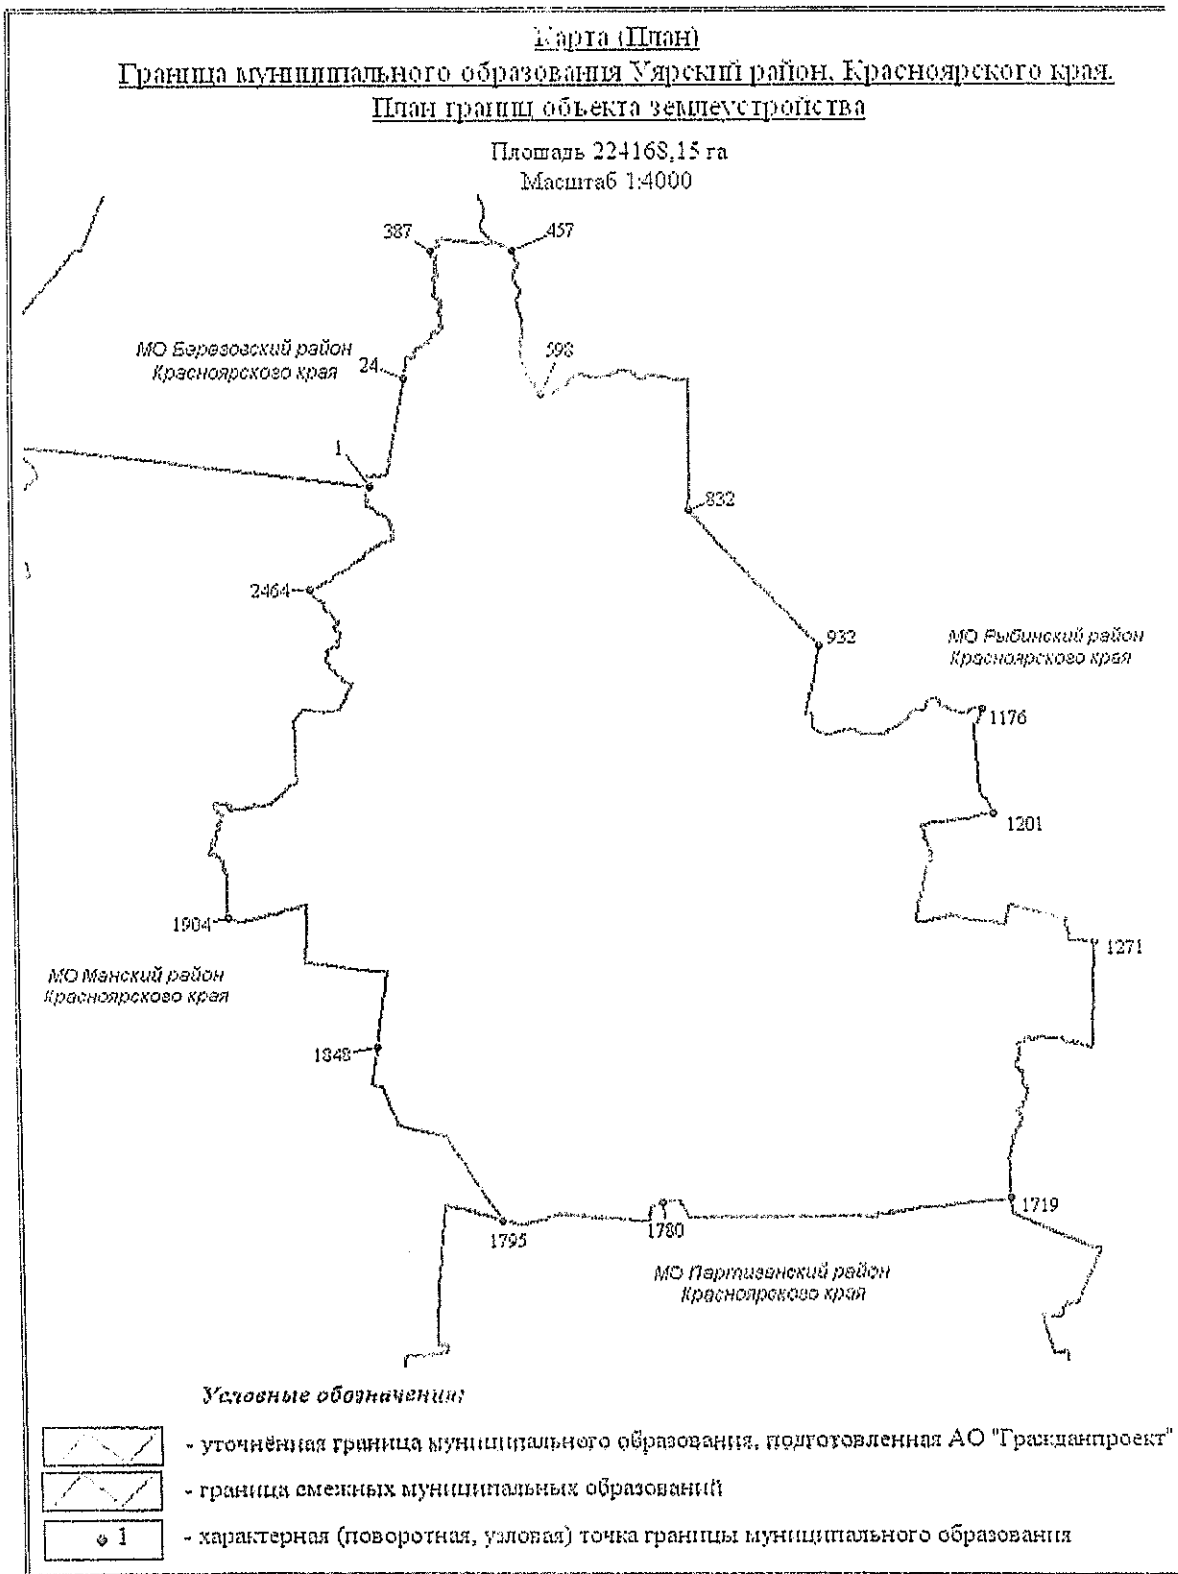 Карта (План)
Граница муниципального образования Уярский район, Красноярского края.
План границ объекта землеустройства
Площадь 224168,15 га
Масштаб 1:4000
387
457
МО Березовский район
Красноярского края
24
598
1
832
2464
932
МО Рыбинский район
Красноярского края
1176
1201
1904
1271
МО Манский район
Красноярского края
1848
1719
1795
1780
МО Партизанский район
Красноярского края
Условные обозначения:
- уточнённая граница муниципального образования, подготовленная АО "Гражданпроект"
- граница смежных муниципальных образований
1 - характерная (поворотная, узловая) точка границы муниципального образования